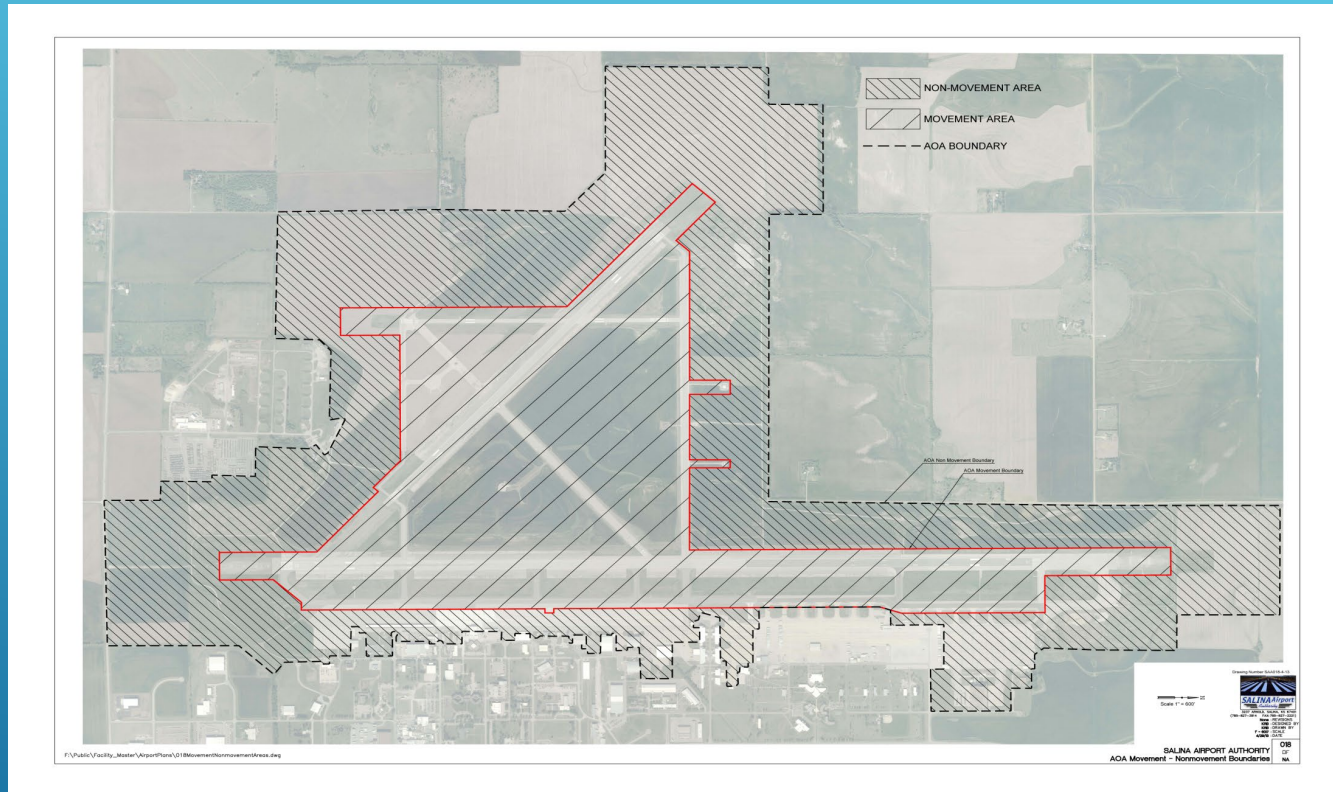 NON-MOVEMENT AREA
MOVEMENT AREA
AOA BOUNDARY
AOA Non Movement Boundary
AOA Movement Boundary
Scale 1" = 600'
SALINA Airport
Authority
SALINA AIRPORT AUTHORITY
AOA Movement - Nonmovement Boundaries
018
OF
NA
F:\Public\Facility_Master\AirportPlans\018MovementNonmovementAreas.dwg